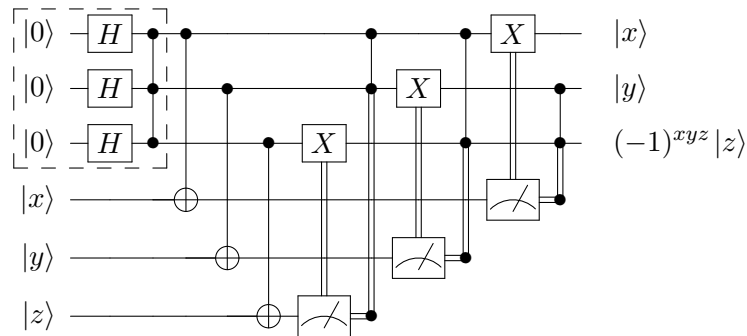 |0⟩ H X |x⟩
|0⟩ H X |y⟩
|0⟩ H X (-1)^{xyz} |z⟩
|x⟩
|y⟩
|z⟩